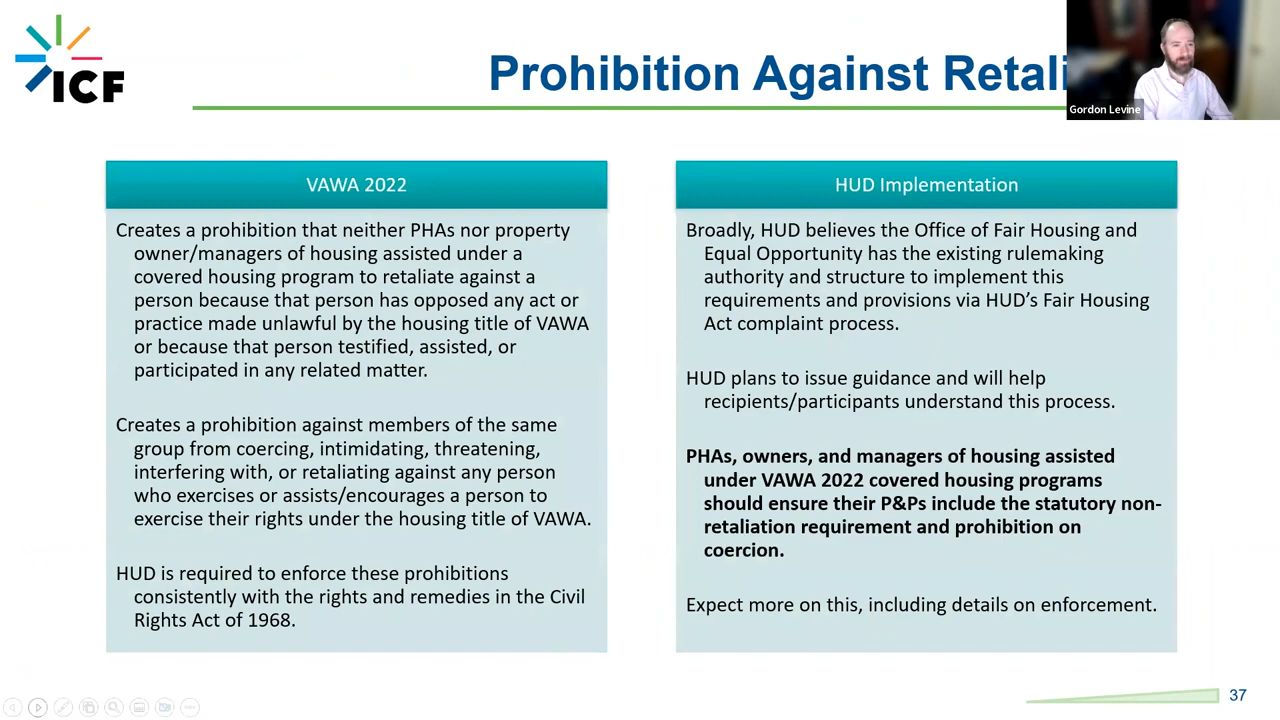 ICF
Prohibition Against Retali
Gordon Levine
VAWA 2022
Creates a prohibition that neither PHAs nor property
owner/managers of housing assisted under a
covered housing program to retaliate against a
person because that person has opposed any act or
practice made unlawful by the housing title of VAWA
or because that person testified, assisted, or
participated in any related matter.
Creates a prohibition against members of the same
group from coercing, intimidating, threatening,
interfering with, or retaliating against any person
who exercises or assists/encourages a person to
exercise their rights under the housing title of VAWA.
HUD is required to enforce these prohibitions
consistently with the rights and remedies in the Civil
Rights Act of 1968.
HUD Implementation
Broadly, HUD believes the Office of Fair Housing and
Equal Opportunity has the existing rulemaking
authority and structure to implement this
requirements and provisions via HUD’s Fair Housing
Act complaint process.
HUD plans to issue guidance and will help
recipients/participants understand this process.
PHAs, owners, and managers of housing assisted
under VAWA 2022 covered housing programs
should ensure their P&Ps include the statutory non-
retaliation requirement and prohibition on
coercion.
Expect more on this, including details on enforcement.
37